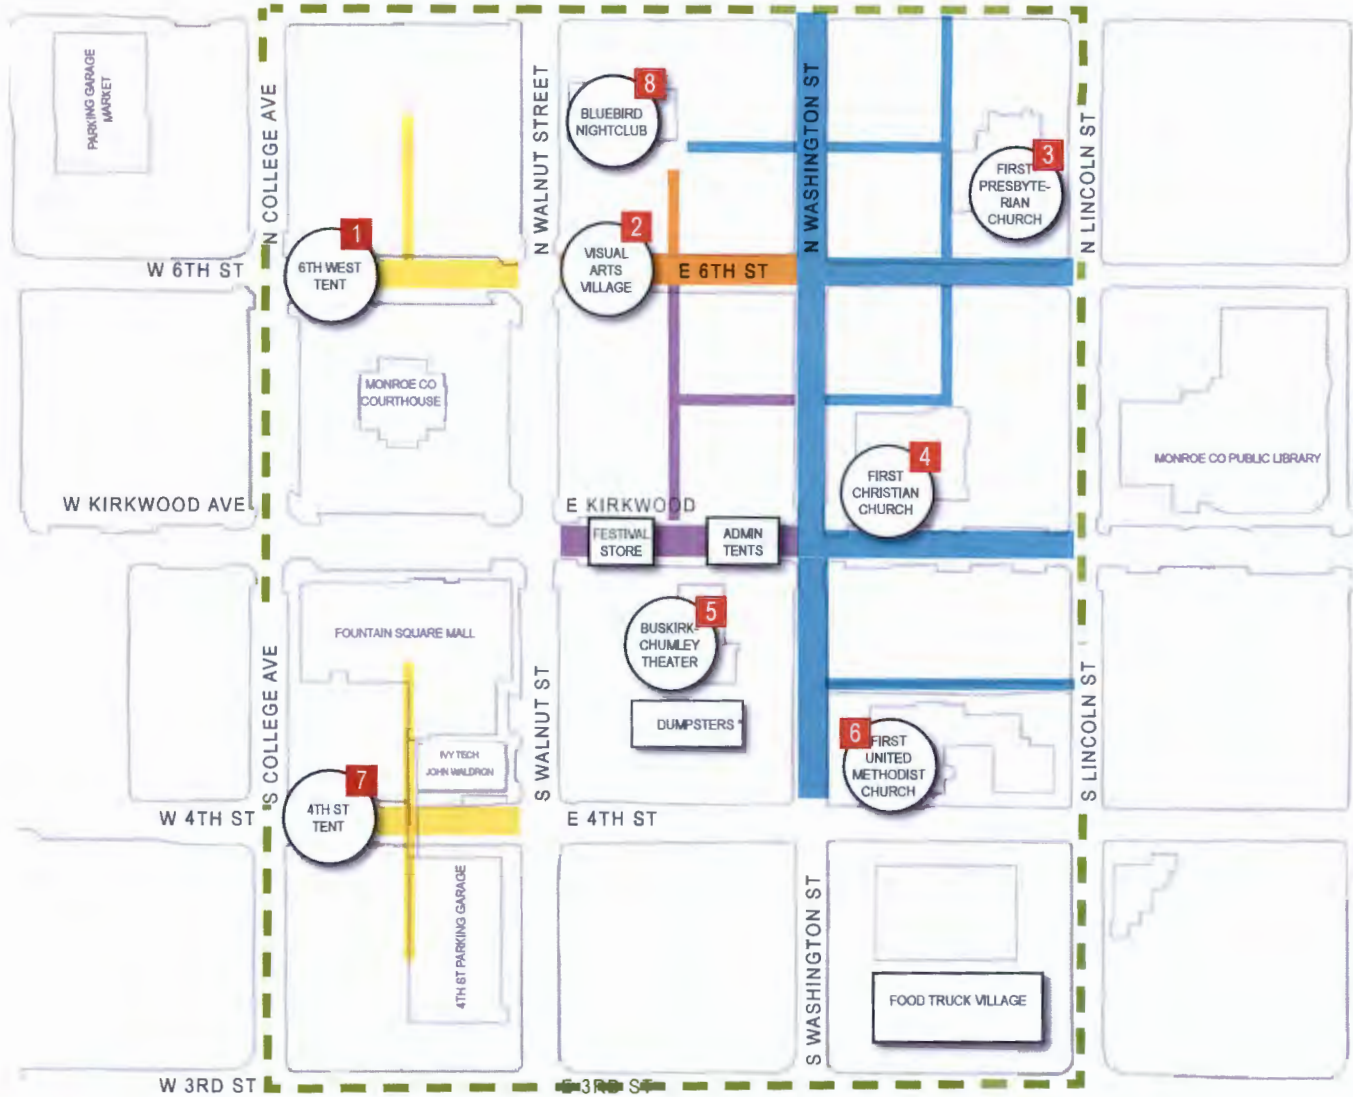 PARKING GARAGE
MARKET
N COLLEGE AVE
N WALNUT STREET
8
BLUEBIRD
NIGHTCLUB
N WASHINGTON ST
3
FIRST
PRESBYTE-
RIAN
CHURCH
N LINCOLN ST
1
6TH WEST
TENT
2
VISUAL
ARTS
VILLAGE
W 6TH ST
E 6TH ST
MONROE CO
COURTHOUSE
4
FIRST
CHRISTIAN
CHURCH
MONROE CO PUBLIC LIBRARY
W KIRKWOOD AVE
E KIRKWOOD
FESTIVAL
STORE
ADMIN
TENTS
FOUNTAIN SQUARE MALL
5
BUSKIRK-
CHUMLEY
THEATER
S COLLEGE AVE
S WALNUT ST
S LINCOLN ST
DUMPSTERS
6
FIRST
UNITED
METHODIST
CHURCH
IVY TECH
JOHN WALDRON
7
4TH ST
TENT
W 4TH ST
E 4TH ST
4TH ST PARKING GARAGE
S WASHINGTON ST
FOOD TRUCK VILLAGE
W 3RD ST
E 3RD ST